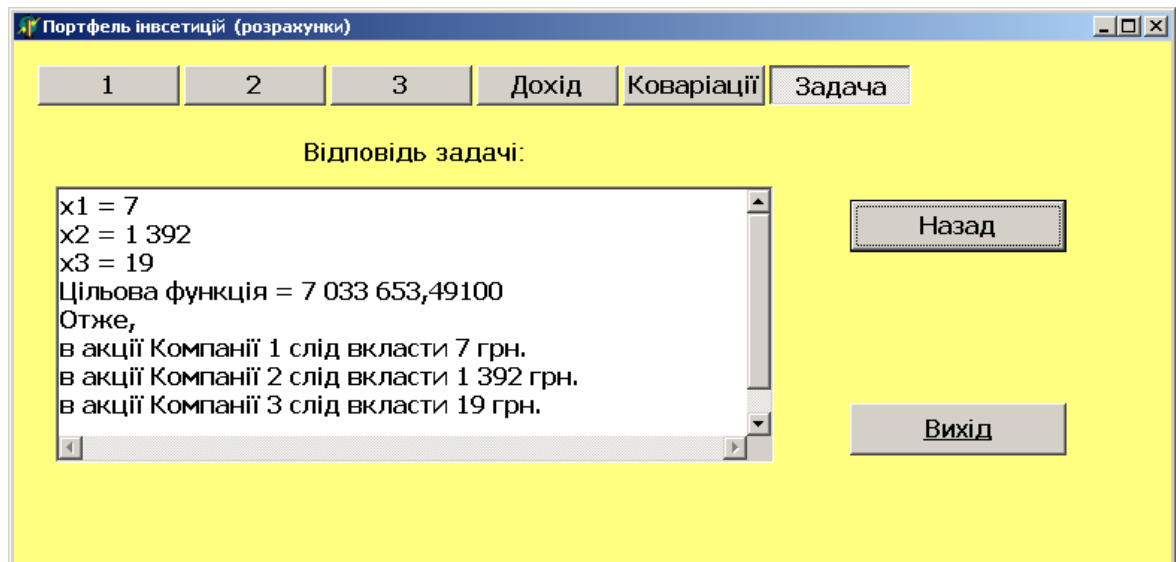 Портфель інвсетицій (розрахунки)
1 2 3 Дохід Коваріації Задача
Відповідь задачі:
x1 = 7
x2 = 1 392
x3 = 19
Цільова функція = 7 033 653,49100
Отже,
в акції Компанії 1 слід вкласти 7 грн.
в акції Компанії 2 слід вкласти 1 392 грн.
в акції Компанії 3 слід вкласти 19 грн.
Назад
Вихід